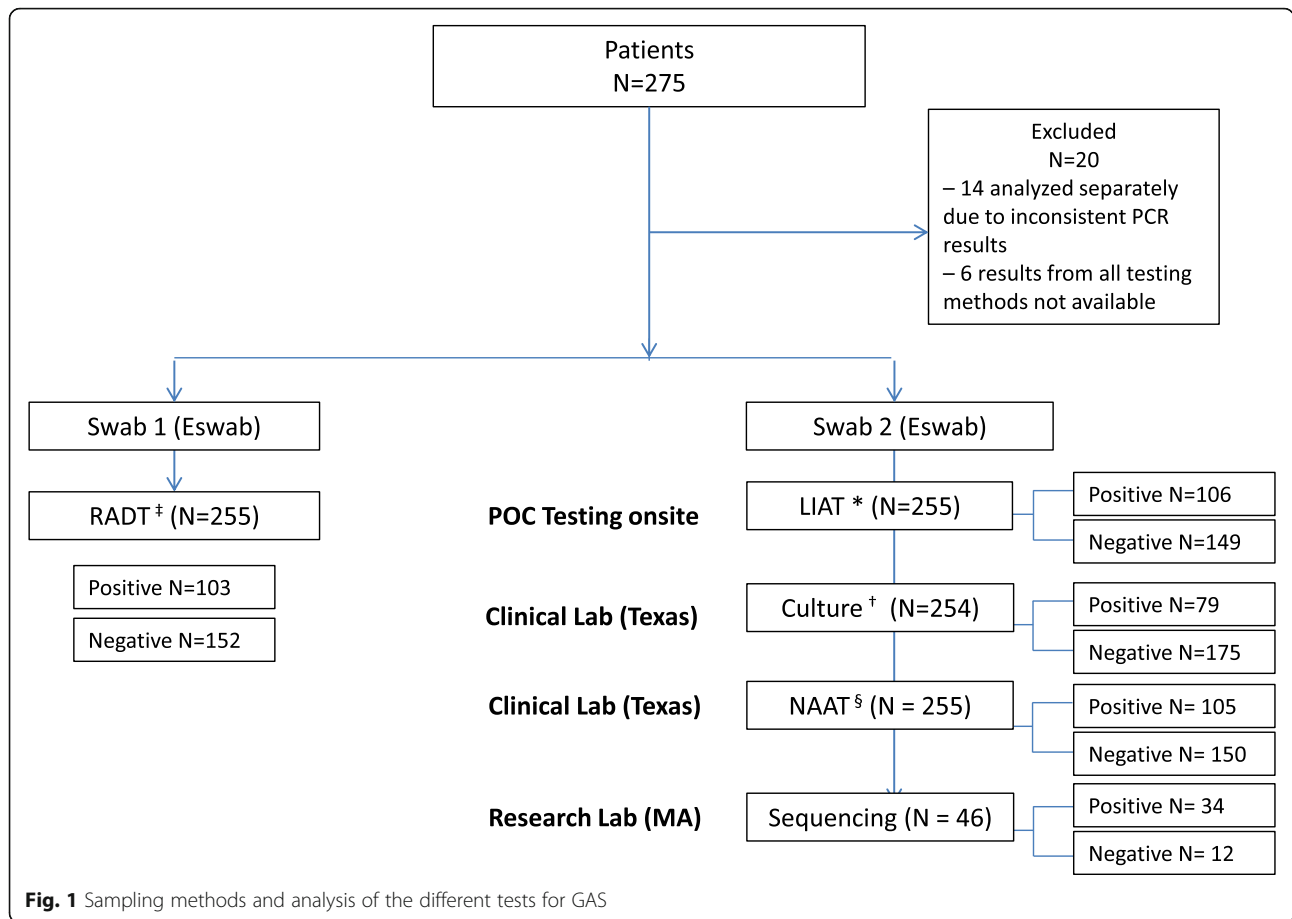 Patients
N=275
Excluded
N=20
– 14 analyzed separately
due to inconsistent PCR
results
– 6 results from all testing
methods not available
Swab 1 (Eswab)
RADT ‡ (N=255)
Positive N=103
Negative N=152
Swab 2 (Eswab)
POC Testing onsite
LIAT * (N=255)
Positive N=106
Negative N=149
Clinical Lab (Texas)
Culture † (N=254)
Positive N=79
Negative N=175
Clinical Lab (Texas)
NAAT § (N = 255)
Positive N= 105
Negative N= 150
Research Lab (MA)
Sequencing (N = 46)
Positive N= 34
Negative N= 12
Fig. 1 Sampling methods and analysis of the different tests for GAS